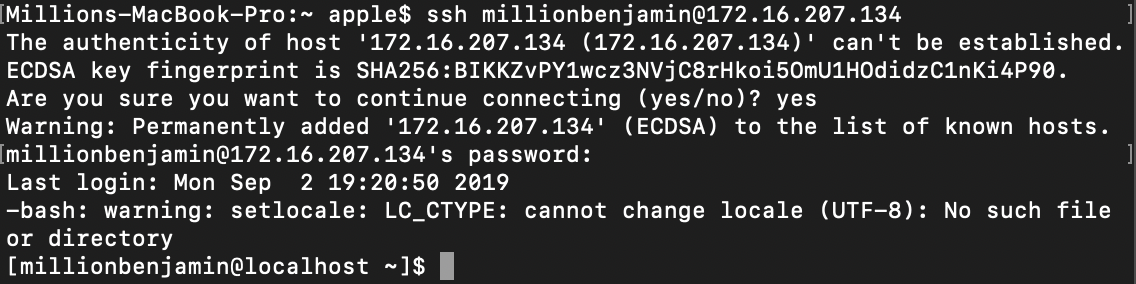 [Millions-MacBook-Pro:~ apple$ ssh millionbenjamin@172.16.207.134 ]
The authenticity of host '172.16.207.134 (172.16.207.134)' can't be established.
ECDSA key fingerprint is SHA256:BIKKZvPY1wcz3NVjC8rHkoi5OmU1HOdidzC1nKi4P90.
Are you sure you want to continue connecting (yes/no)? yes
Warning: Permanently added '172.16.207.134' (ECDSA) to the list of known hosts.
[millionbenjamin@172.16.207.134's password: ]
Last login: Mon Sep  2 19:20:50 2019
-bash: warning: setlocale: LC_CTYPE: cannot change locale (UTF-8): No such file
or directory
[millionbenjamin@localhost ~]$